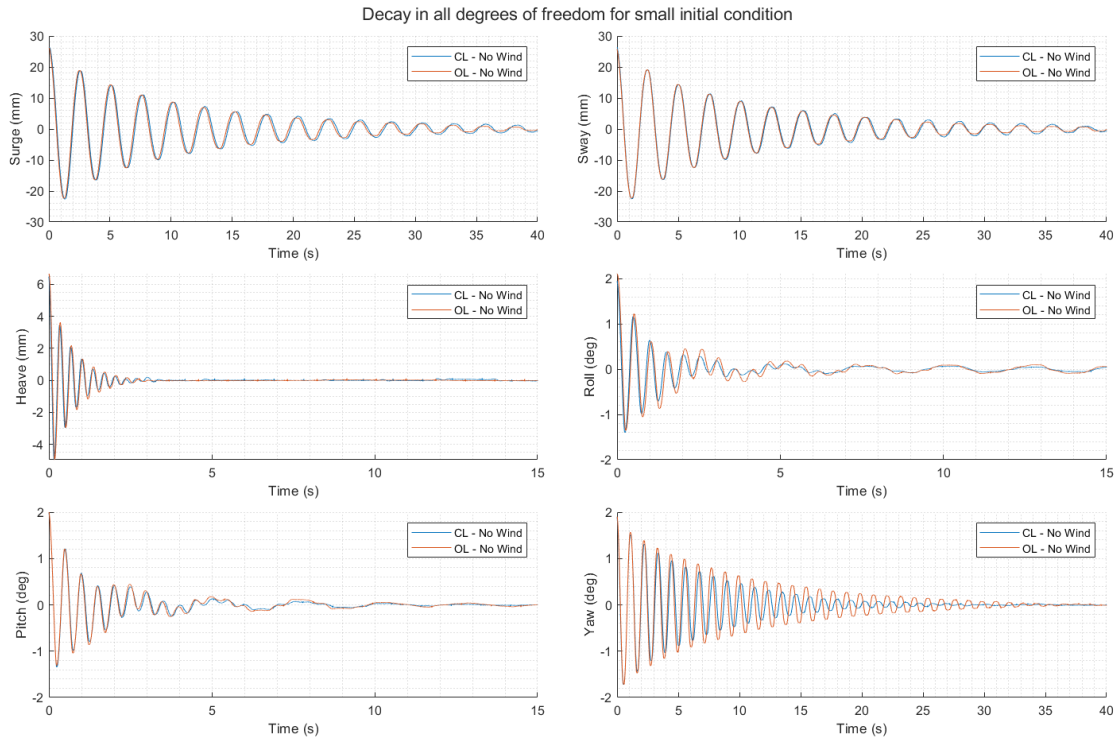 Decay in all degrees of freedom for small initial condition
30
20
10
0
-10
-20
-30
Surge (mm)
CL - No Wind
OL - No Wind
0 5 10 15 20 25 30 35 40
Time (s)
30
20
10
0
-10
-20
-30
Sway (mm)
CL - No Wind
OL - No Wind
0 5 10 15 20 25 30 35 40
Time (s)
6
4
2
0
-2
-4
Heave (mm)
CL - No Wind
OL - No Wind
0 5 10 15
Time (s)
2
1
0
-1
-2
Roll (deg)
CL - No Wind
OL - No Wind
0 5 10 15
Time (s)
2
1
0
-1
-2
Pitch (deg)
CL - No Wind
OL - No Wind
0 5 10 15
Time (s)
2
1
0
-1
-2
Yaw (deg)
CL - No Wind
OL - No Wind
0 5 10 15 20 25 30 35 40
Time (s)